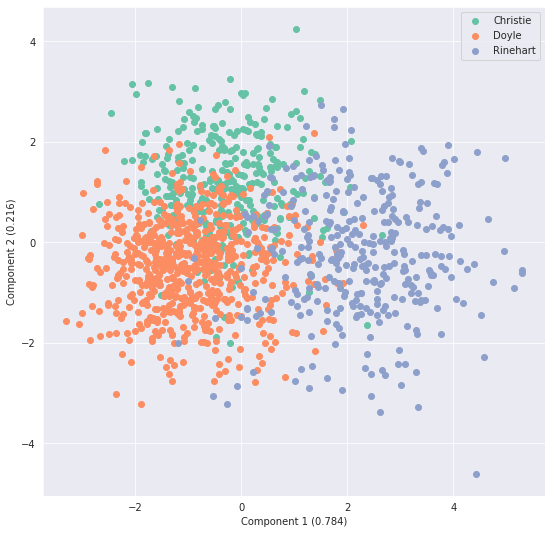 Christie
Doyle
Rinehart
4
2
0
−2
−4
Component 2 (0.216)
−2
0
2
4
Component 1 (0.784)